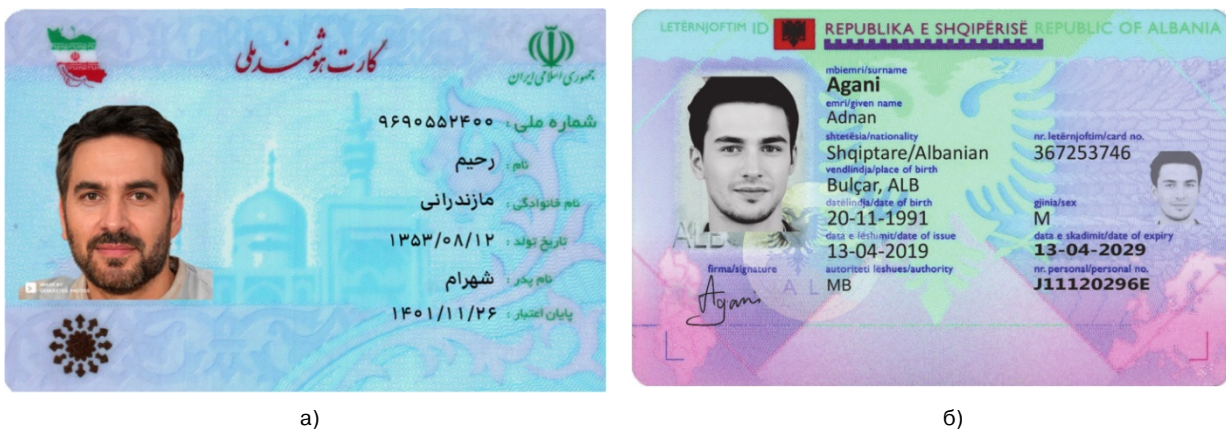 کارت هوشمند ملی
جمهوری اسلامی ایران
شماره ملی : ۹۶۹۰۵۵۲۴۰۰
نام : رحیم
نام خانوادگی : مازندرانی
تاریخ تولد : ۱۳۵۳/۰۸/۱۲
نام پدر : شهرام
پایان اعتبار : ۱۴۰۱/۱۱/۲۶
а)
LETËRNJOFTIM ID REPUBLIKA E SHQIPËRISË REPUBLIC OF ALBANIA
mbiemri/surname
Agani
emri/given name
Adnan
shtetësia/nationality nr. letërnjoftim/card no.
Shqiptare/Albanian 367253746
vendlindja/place of birth
Bulçar, ALB
datëlindja/date of birth gjinia/sex
20-11-1991 M
data e lëshimit/date of issue data e skadimit/date of expiry
13-04-2019 13-04-2029
firma/signature autoriteti lëshues/authority nr. personal/personal no.
MB J11120296E
Agani
ALB
A L
б)